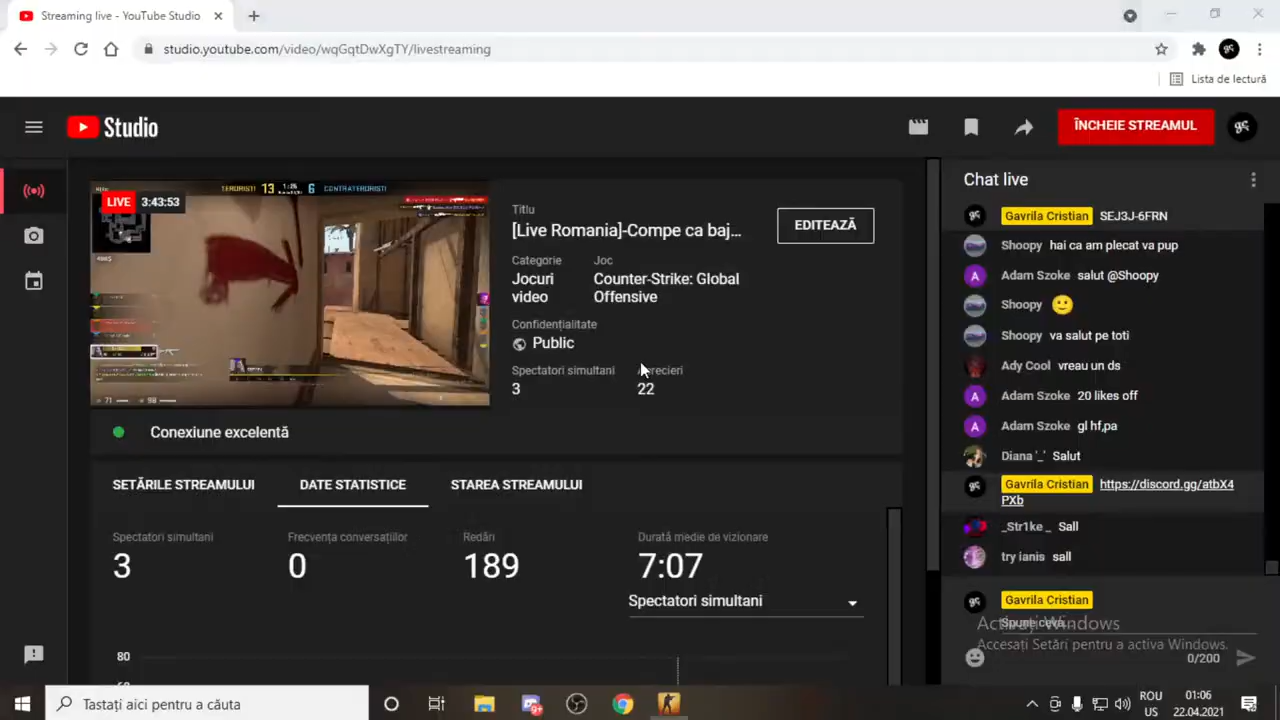 Streaming live - YouTube Studio
studio.youtube.com/video/wqGqtDwXgTY/livestreaming
Lista de lectură
Studio
ÎNCHEIE STREAMUL
LIVE 3:43:53
TERORIȘTI 13 6 CONTRATERORIȘTI
Titlu
[Live Romania]-Compe ca baj...
EDITEAZĂ
Categorie Joc
Jocuri video
Counter-Strike: Global Offensive
Confidențialitate
Public
Spectatori simultani
3 22
Conexiune excelentă
SETĂRILE STREAMULUI DATE STATISTICE STAREA STREAMULUI
Spectatori simultani Frecvența conversațiilor Redări Durată medie de vizionare
3 0 189 7:07
Spectatori simultani
80
Chat live
Gavrila Cristian SEJ3J-6FRN
Shoopy hai ca am plecat va pup
Adam Szoke salut @Shoopy
Shoopy
Shoopy va salut pe toti
Ady Cool vreau un ds
Adam Szoke 20 likes off
Adam Szoke gl hf,pa
Diana '_' Salut
Gavrila Cristian https://discord.gg/atbX4
PXb
_Str1ke _ Sall
try ianis sall
Gavrila Cristian
Spune ceva...
Activați Windows
Accesați Setări pentru a activa Windows.
0/200
Tastați aici pentru a căuta
ROU
US
01:06
22.04.2021